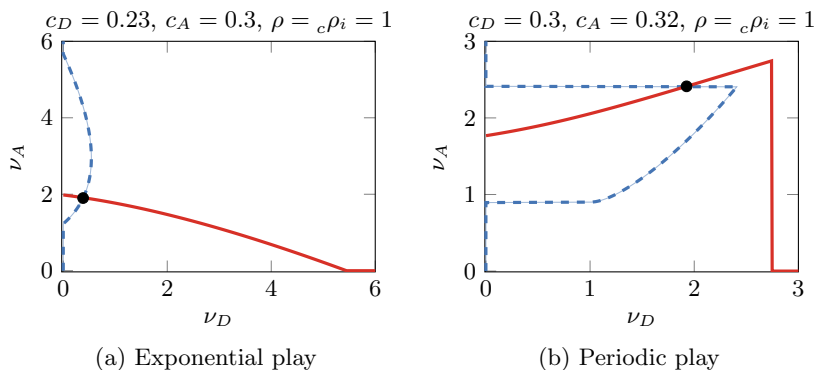 c_D = 0.23, c_A = 0.3, ρ = _cρ_i = 1
6
4
2
0
ν_A
0 2 4 6
ν_D
(a) Exponential play
c_D = 0.3, c_A = 0.32, ρ = _cρ_i = 1
3
2
1
0
ν_A
0 1 2 3
ν_D
(b) Periodic play